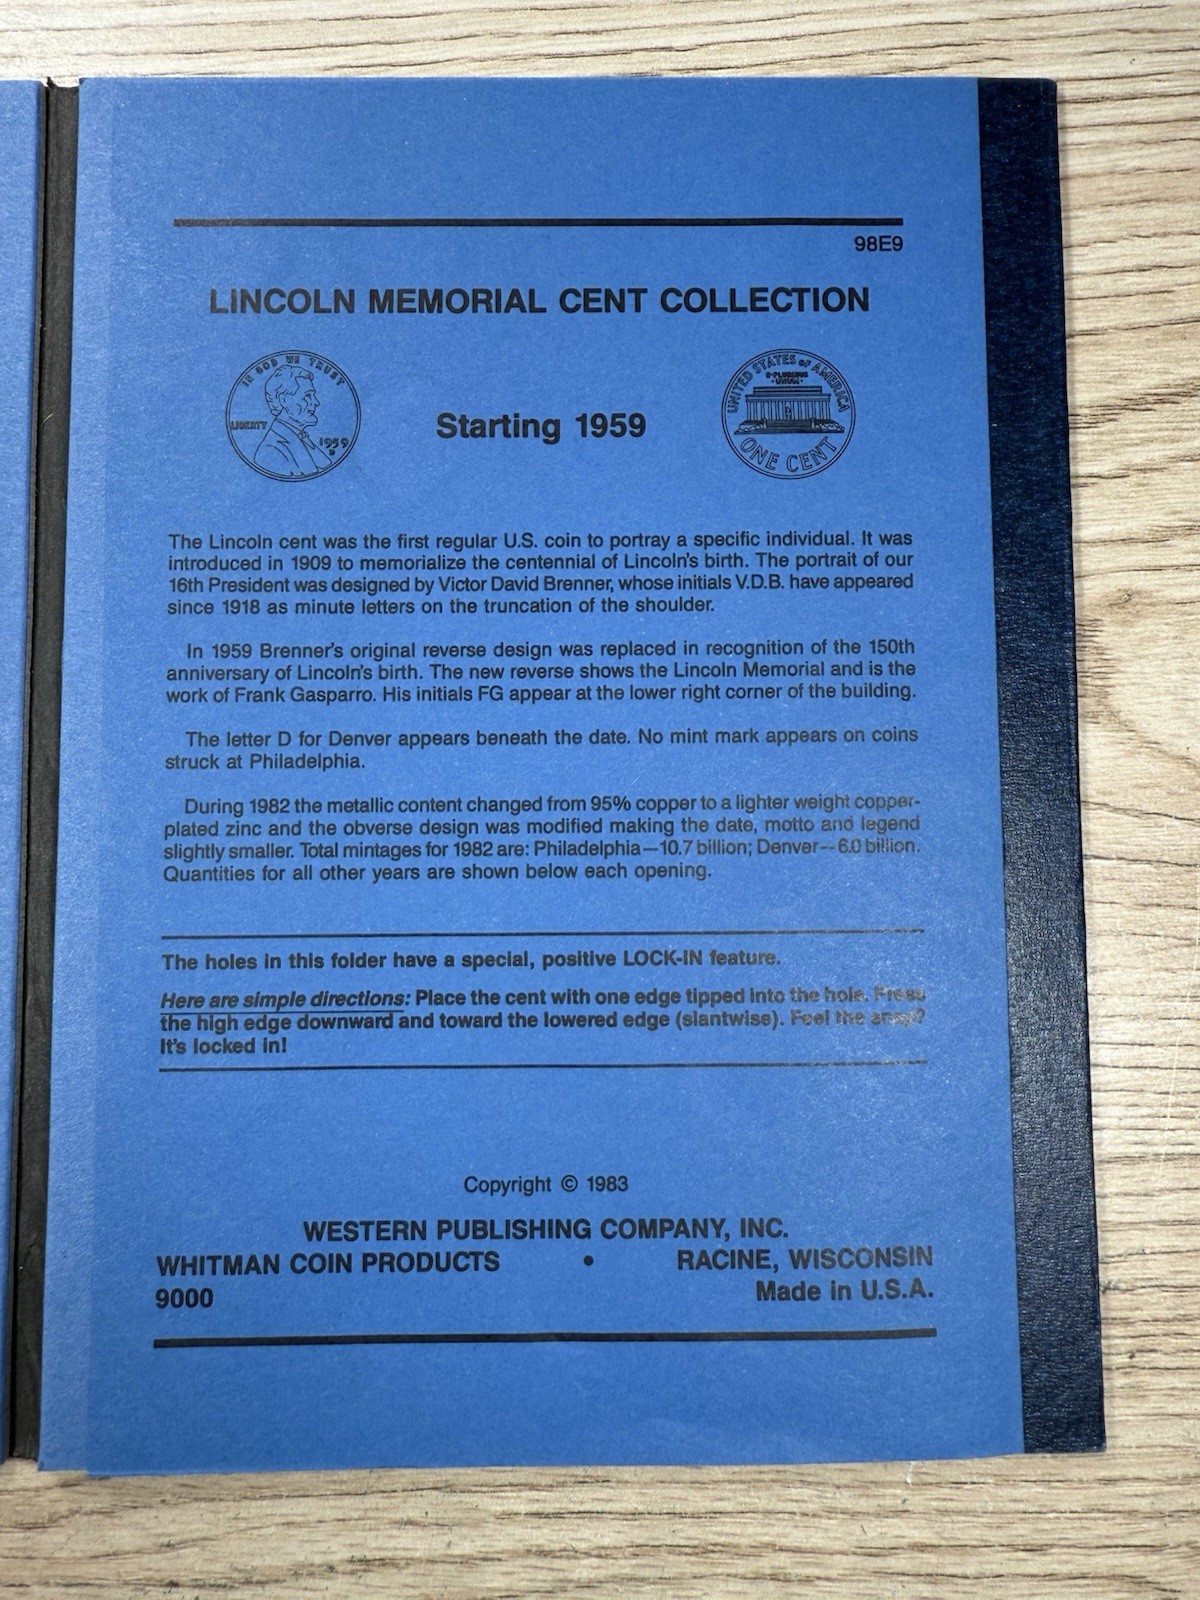 98E9
LINCOLN MEMORIAL CENT COLLECTION
IN GOD WE TRUST
LIBERTY
1959
D
Starting 1959
UNITED STATES OF AMERICA
E·PLURIBUS
·UNUM·
ONE CENT
The Lincoln cent was the first regular U.S. coin to portray a specific individual. It was
introduced in 1909 to memorialize the centennial of Lincoln's birth. The portrait of our
16th President was designed by Victor David Brenner, whose initials V.D.B. have appeared
since 1918 as minute letters on the truncation of the shoulder.
In 1959 Brenner's original reverse design was replaced in recognition of the 150th
anniversary of Lincoln's birth. The new reverse shows the Lincoln Memorial and is the
work of Frank Gasparro. His initials FG appear at the lower right corner of the building.
The letter D for Denver appears beneath the date. No mint mark appears on coins
struck at Philadelphia.
During 1982 the metallic content changed from 95% copper to a lighter weight copper-
plated zinc and the obverse design was modified making the date, motto and legend
slightly smaller. Total mintages for 1982 are: Philadelphia—10.7 billion; Denver—6.0 billion.
Quantities for all other years are shown below each opening.
The holes in this folder have a special, positive LOCK-IN feature.
Here are simple directions: Place the cent with one edge tipped into the hole. Press
the high edge downward and toward the lowered edge (slantwise). Feel the snap?
It's locked in!
Copyright © 1983
WESTERN PUBLISHING COMPANY, INC.
WHITMAN COIN PRODUCTS • RACINE, WISCONSIN
9000 Made in U.S.A.